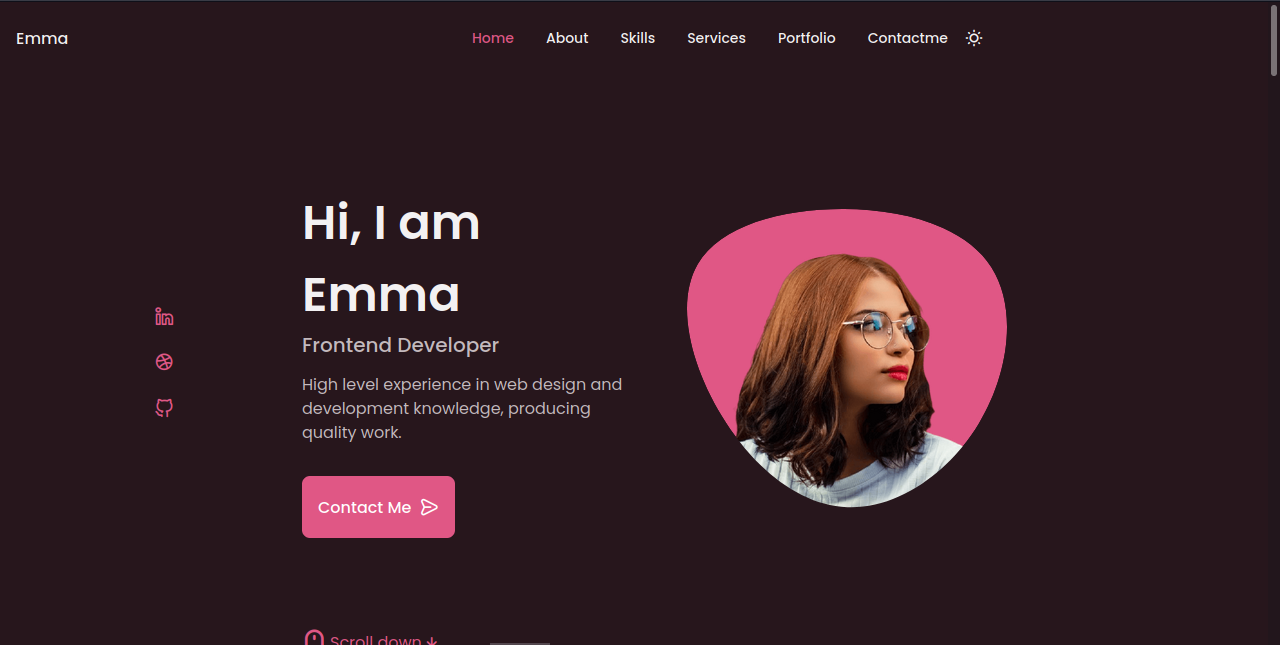 Emma
Home About Skills Services Portfolio Contactme
Hi, I am
Emma
Frontend Developer
High level experience in web design and
development knowledge, producing
quality work.
Contact Me
Scroll down